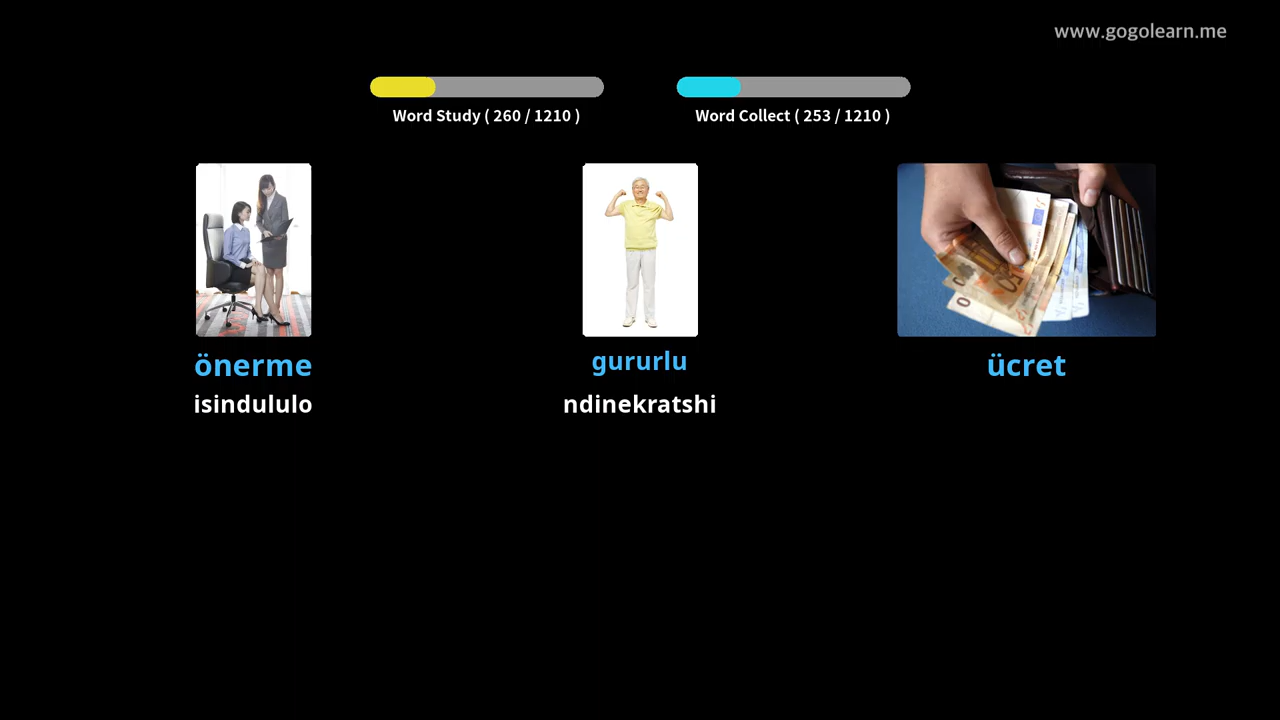 www.gogolearn.me
Word Study ( 260 / 1210 )
Word Collect ( 253 / 1210 )
önerme
gururlu
ücret
isindululo
ndinekratshi